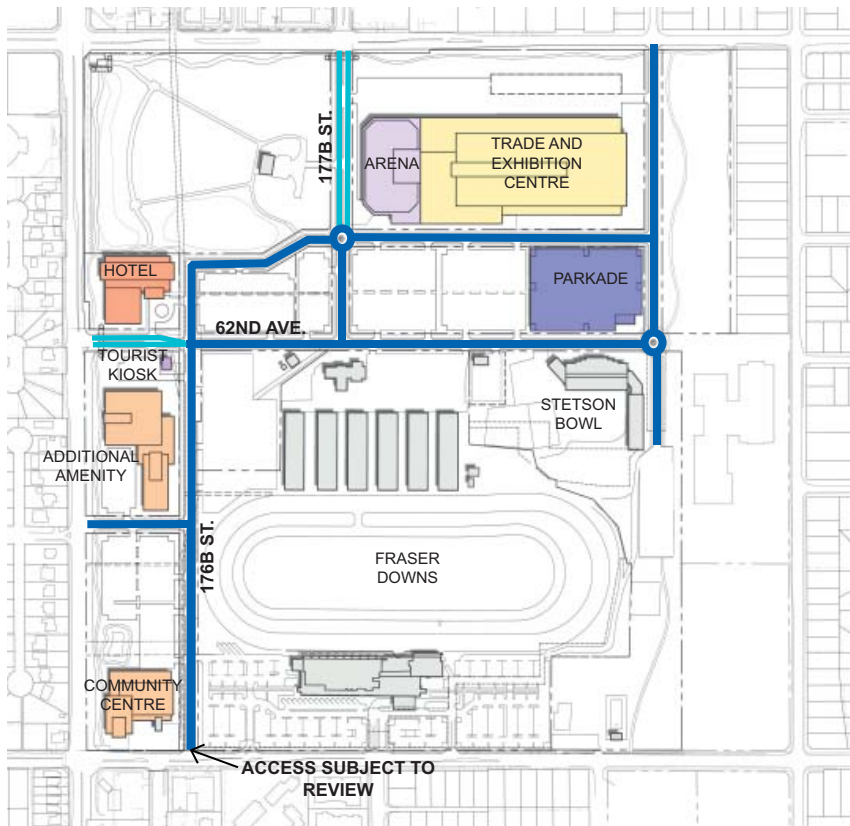 177B ST.
ARENA
TRADE AND
EXHIBITION
CENTRE
HOTEL
PARKADE
62ND AVE.
TOURIST
KIOSK
STETSON
BOWL
ADDITIONAL
AMENITY
176B ST.
FRASER
DOWNS
COMMUNITY
CENTRE
ACCESS SUBJECT TO
REVIEW